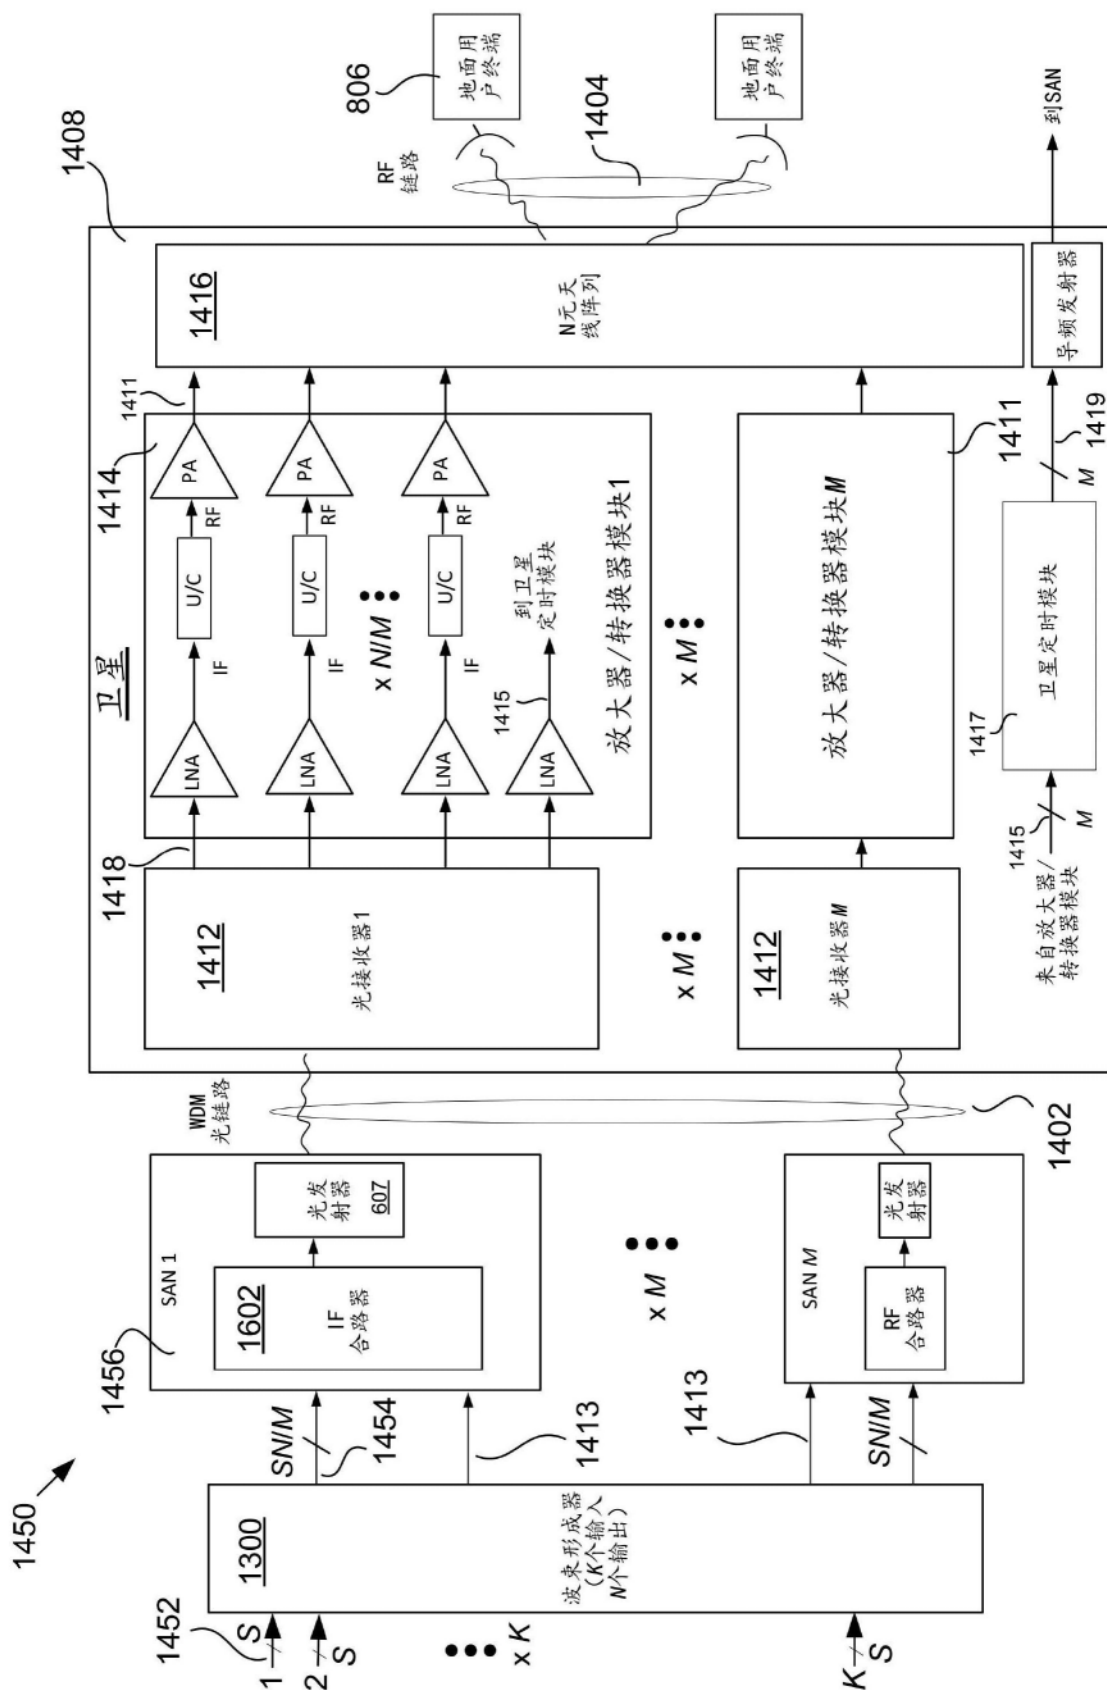 1450
1452
1
S
2
S
x K
K
S
1300
波束形成器
(K个输入
N个输出)
SN/M
1454
1413
1413
SN/M
1456
SAN 1
1602
IF
合路器
光发
射器
607
x M
SAN M
RF
合路器
光发
射器
WDM
光链路
1402
卫星
1408
1412
光接收器1
x M
1412
光接收器M
1418
LNA
IF
U/C
RF
PA
1414
1411
LNA
IF
U/C
RF
PA
x N/M
LNA
IF
U/C
RF
PA
LNA
1415
到卫星
定时模块
放大器/转换器模块1
x M
放大器/转换器模块M
1411
1416
N元天
线阵列
来自放大器/
转换器模块
1415
M
1417
卫星定时模块
M
1419
导频发射器
到SAN
RF
链路
1404
806
地面用
户终端
地面用
户终端